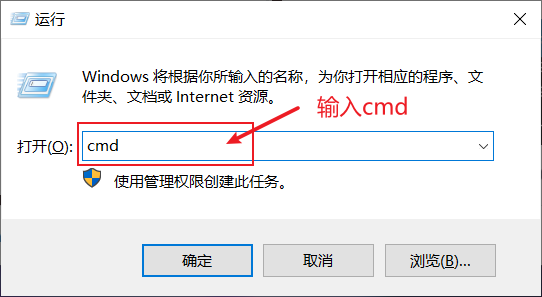 运行
Windows 将根据你所输入的名称，为你打开相应的程序、文
件夹、文档或 Internet 资源。
输入cmd
打开(O): cmd
使用管理权限创建此任务。
确定 取消 浏览(B)...